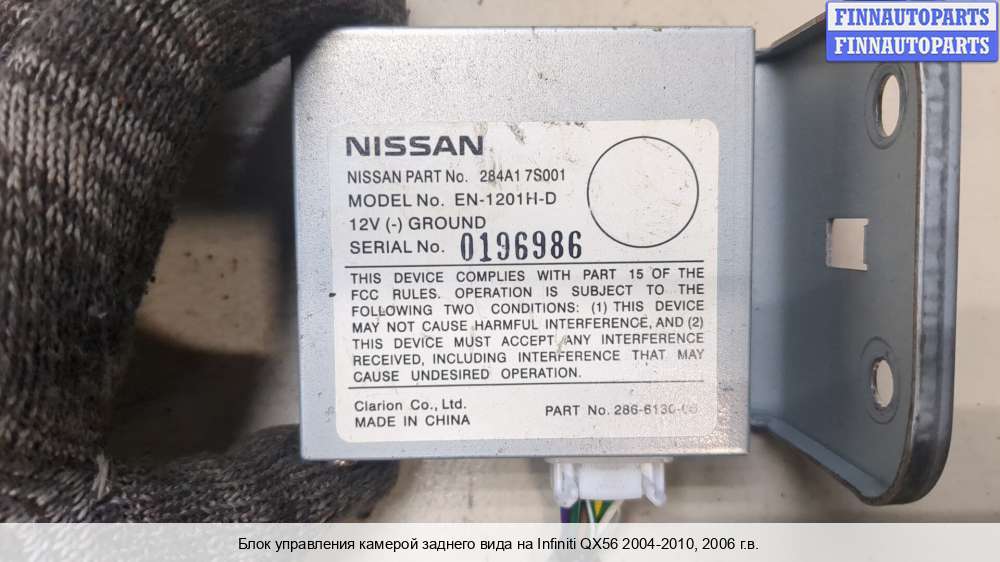 FINNAUTOPARTS
FINNAUTOPARTS
NISSAN
NISSAN PART No. 284A1 7S001
MODEL No. EN-1201H-D
12V (-) GROUND
SERIAL No. 0196986
THIS DEVICE COMPLIES WITH PART 15 OF THE
FCC RULES. OPERATION IS SUBJECT TO THE
FOLLOWING TWO CONDITIONS: (1) THIS DEVICE
MAY NOT CAUSE HARMFUL INTERFERENCE, AND (2)
THIS DEVICE MUST ACCEPT ANY INTERFERENCE
RECEIVED, INCLUDING INTERFERENCE THAT MAY
CAUSE UNDESIRED OPERATION.
Clarion Co., Ltd.
MADE IN CHINA
PART No. 
Блок управления камерой заднего вида на Infiniti QX56 2004-2010, 2006 г.в.